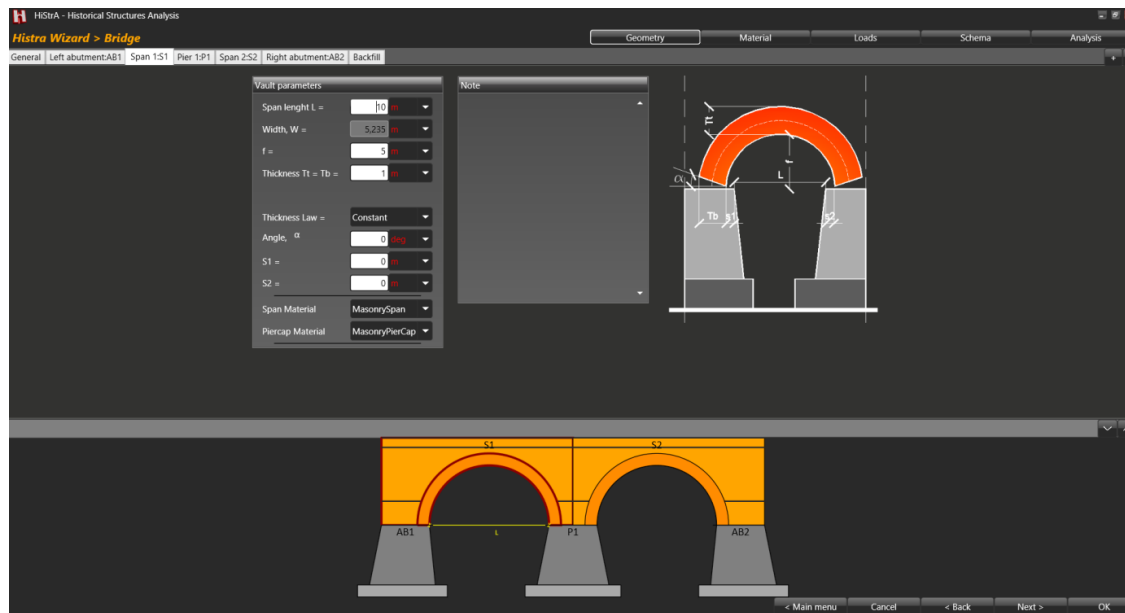 HiStrA - Historical Structures Analysis
Histra Wizard > Bridge
Geometry Material Loads Schema Analysis
General Left abutment:AB1 Span 1:S1 Pier 1:P1 Span 2:S2 Right abutment:AB2 Backfill
Vault parameters
Span lenght L = 10 m
Width, W = 5,235 m
f = 5 m
Thickness Tt = Tb = 1 m
Thickness Law = Constant
Angle, α 0 deg
S1 = 0 m
S2 = 0 m
Span Material MasonrySpan
Piercap Material MasonryPierCap
Note
Tt
f
α
L
Tb s1 s2
S1 S2
AB1 L P1 AB2
< Main menu Cancel < Back Next > OK